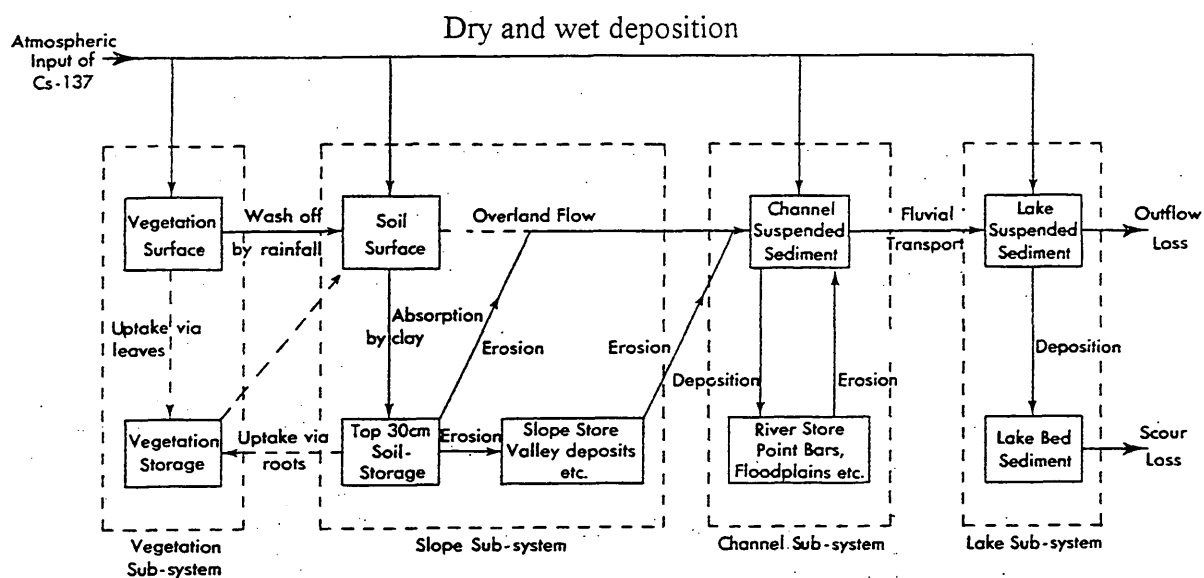 Dry and wet deposition
Atmospheric
Input of
Cs-137
Vegetation
Surface
Wash off
by rainfall
Soil
Surface
Overland Flow
Channel
Suspended
Sediment
Fluvial
Transport
Lake
Suspended
Sediment
Outflow
Loss
Uptake via
leaves
Absorption
by clay
Erosion
Erosion
Deposition
Erosion
Deposition
Vegetation
Storage
Uptake via
roots
Top 30cm
Soil-
Storage
Erosion
Slope Store
Valley deposits
etc.
River Store
Point Bars,
Floodplains etc.
Lake Bed
Sediment
Scour
Loss
Vegetation
Sub-system
Slope Sub-system
Channel Sub-system
Lake Sub-system